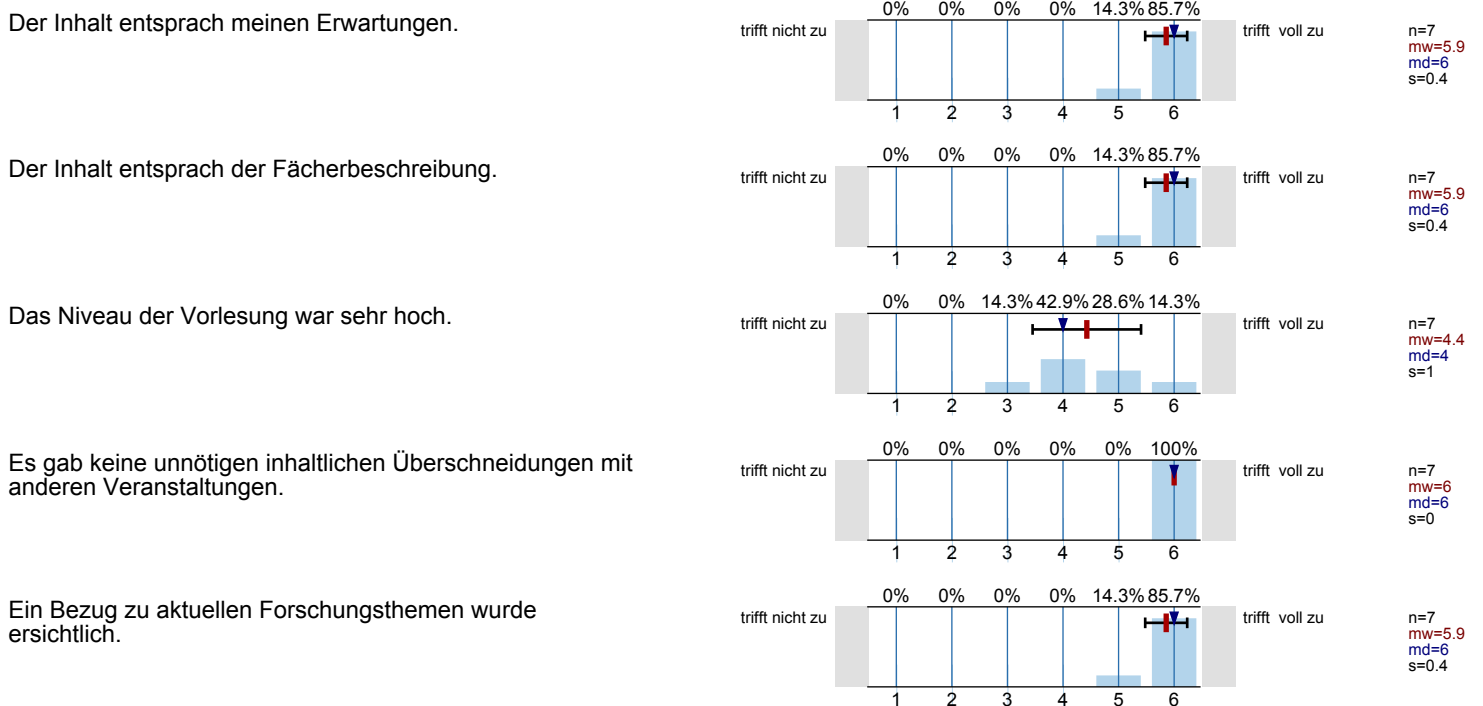 Der Inhalt entsprach meinen Erwartungen.
0% 0% 0% 0% 14.3% 85.7%
trifft nicht zu
trifft voll zu
n=7
mw=5.9
md=6
s=0.4
1 2 3 4 5 6
Der Inhalt entsprach der Fächerbeschreibung.
0% 0% 0% 0% 14.3% 85.7%
trifft nicht zu
trifft voll zu
n=7
mw=5.9
md=6
s=0.4
1 2 3 4 5 6
Das Niveau der Vorlesung war sehr hoch.
0% 0% 14.3% 42.9% 28.6% 14.3%
trifft nicht zu
trifft voll zu
n=7
mw=4.4
md=4
s=1
1 2 3 4 5 6
Es gab keine unnötigen inhaltlichen Überschneidungen mit
anderen Veranstaltungen.
0% 0% 0% 0% 0% 100%
trifft nicht zu
trifft voll zu
n=7
mw=6
md=6
s=0
1 2 3 4 5 6
Ein Bezug zu aktuellen Forschungsthemen wurde
ersichtlich.
0% 0% 0% 0% 14.3% 85.7%
trifft nicht zu
trifft voll zu
n=7
mw=5.9
md=6
s=0.4
1 2 3 4 5 6